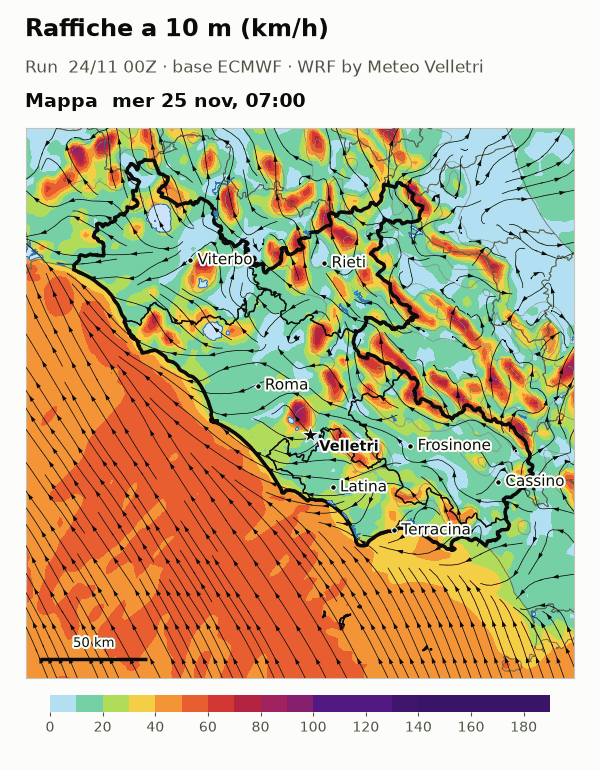 Raffiche a 10 m (km/h)
Run 24/11 00Z · base ECMWF · WRF by Meteo Velletri
Mappa mer 25 nov, 07:00
Viterbo
Rieti
Roma
Velletri
Frosinone
Latina
Cassino
Terracina
50 km
0 20 40 60 80 100 120 140 160 180